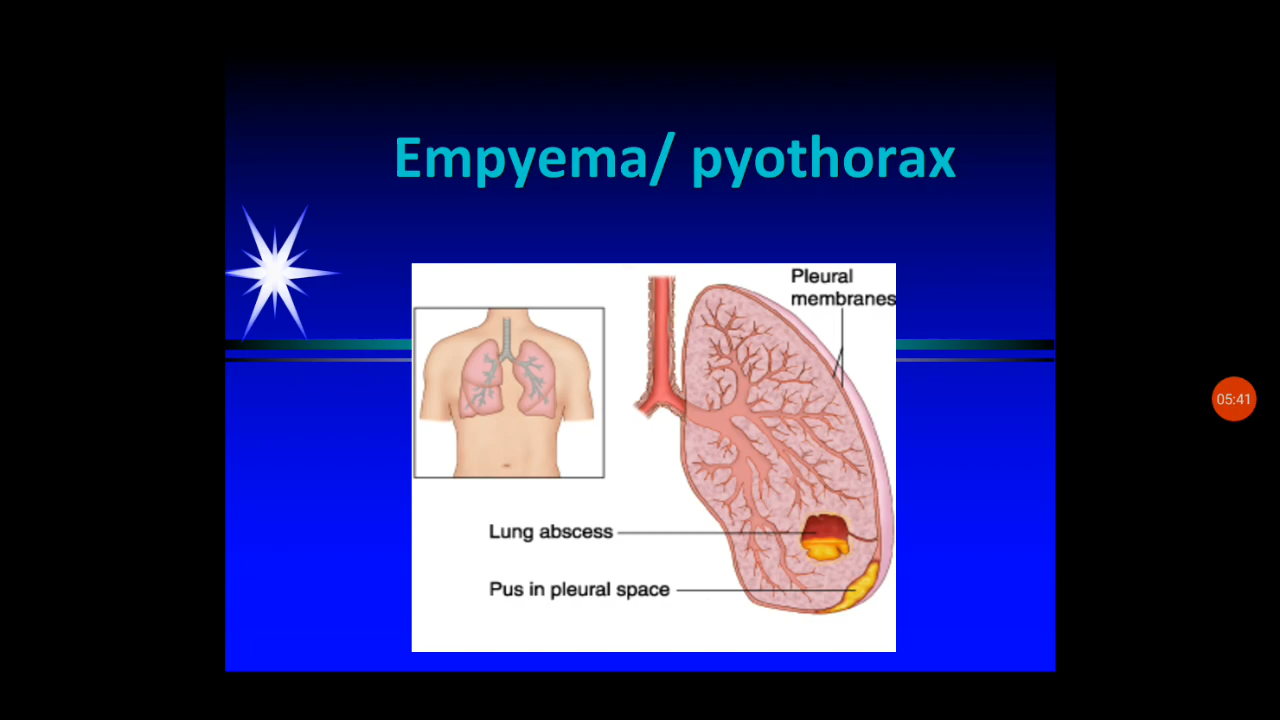 Empyema/ pyothorax
Pleural
membranes
Lung abscess
Pus in pleural space
05:41